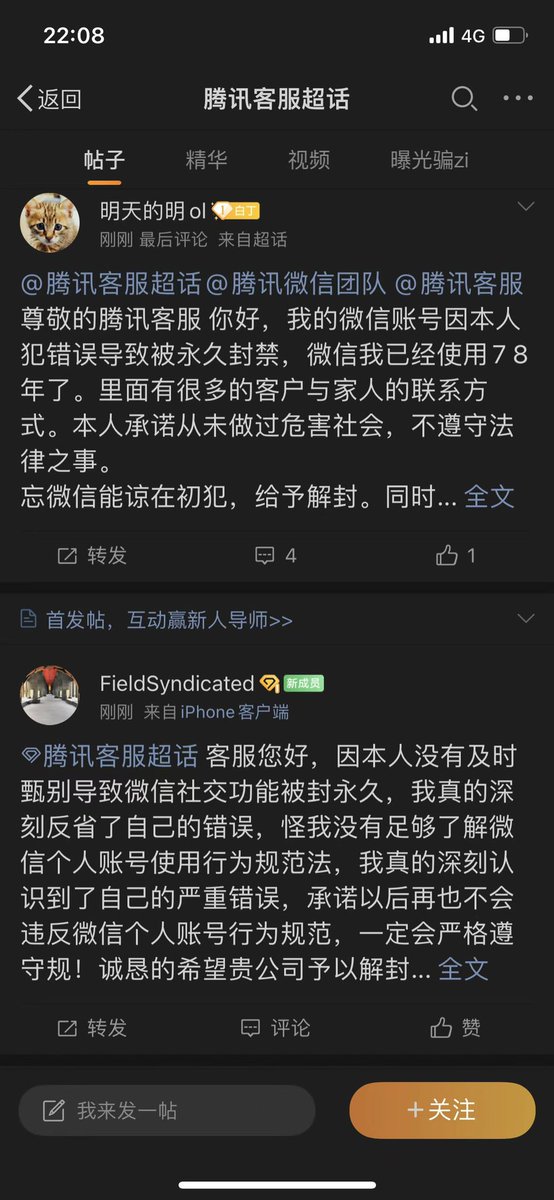 22:08
4G
返回
腾讯客服超话
帖子 精华 视频 曝光骗zi
明天的明ol 白丁
刚刚 最后评论 来自超话
@腾讯客服超话@腾讯微信团队 @腾讯客服
尊敬的腾讯客服 你好，我的微信账号因本人
犯错误导致被永久封禁，微信我已经使用7 8
年了。里面有很多的客户与家人的联系方
式。本人承诺从未做过危害社会，不遵守法
律之事。
忘微信能谅在初犯，给予解封。同时... 全文
转发 4 1
首发帖，互动赢新人导师>>
FieldSyndicated 新成员
刚刚 来自iPhone客户端
腾讯客服超话 客服您好，因本人没有及时
甄别导致微信社交功能被封永久，我真的深
刻反省了自己的错误，怪我没有足够了解微
信个人账号使用行为规范法，我真的深刻认
识到了自己的严重错误，承诺以后再也不会
违反微信个人账号行为规范，一定会严格遵
守规！诚恳的希望贵公司予以解封... 全文
转发 评论 赞
我来发一帖
+关注